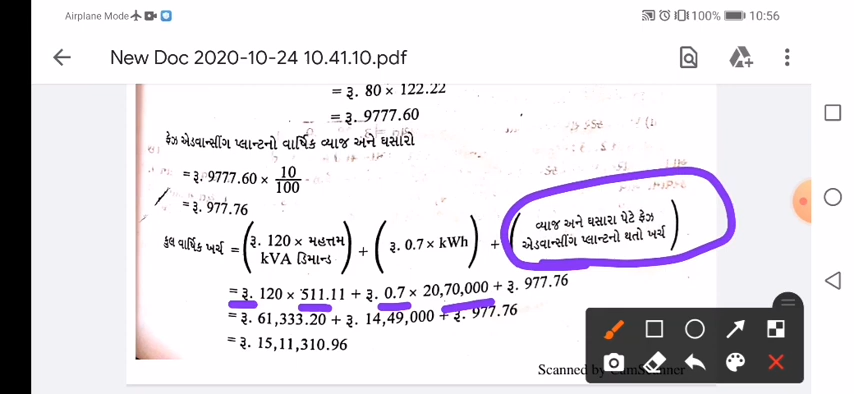 Airplane Mode
100%
10:56
New Doc 2020-10-24 10.41.10.pdf
= રૂ. 80 × 122.22
= રૂ. 9777.60
ફેઝ એડવાન્સીંગ પ્લાન્ટનો વાર્ષિક વ્યાજ અને ઘસારો
= રૂ. 9777.60 × 10/100
= રૂ. 977.76
કુલ વાર્ષિક ખર્ચ = (રૂ. 120 × મહત્તમ kVA ડિમાન્ડ) + (રૂ. 0.7 × kWh) + (વ્યાજ અને ઘસારા પેટે ફેઝ એડવાન્સીંગ પ્લાન્ટનો થતો ખર્ચ)
= રૂ. 120 × 511.11 + રૂ. 0.7 × 20,70,000 + રૂ. 977.76
= રૂ. 61,333.20 + રૂ. 14,49,000 + રૂ. 977.76
= રૂ. 15,11,310.96
Scanned by CamScanner